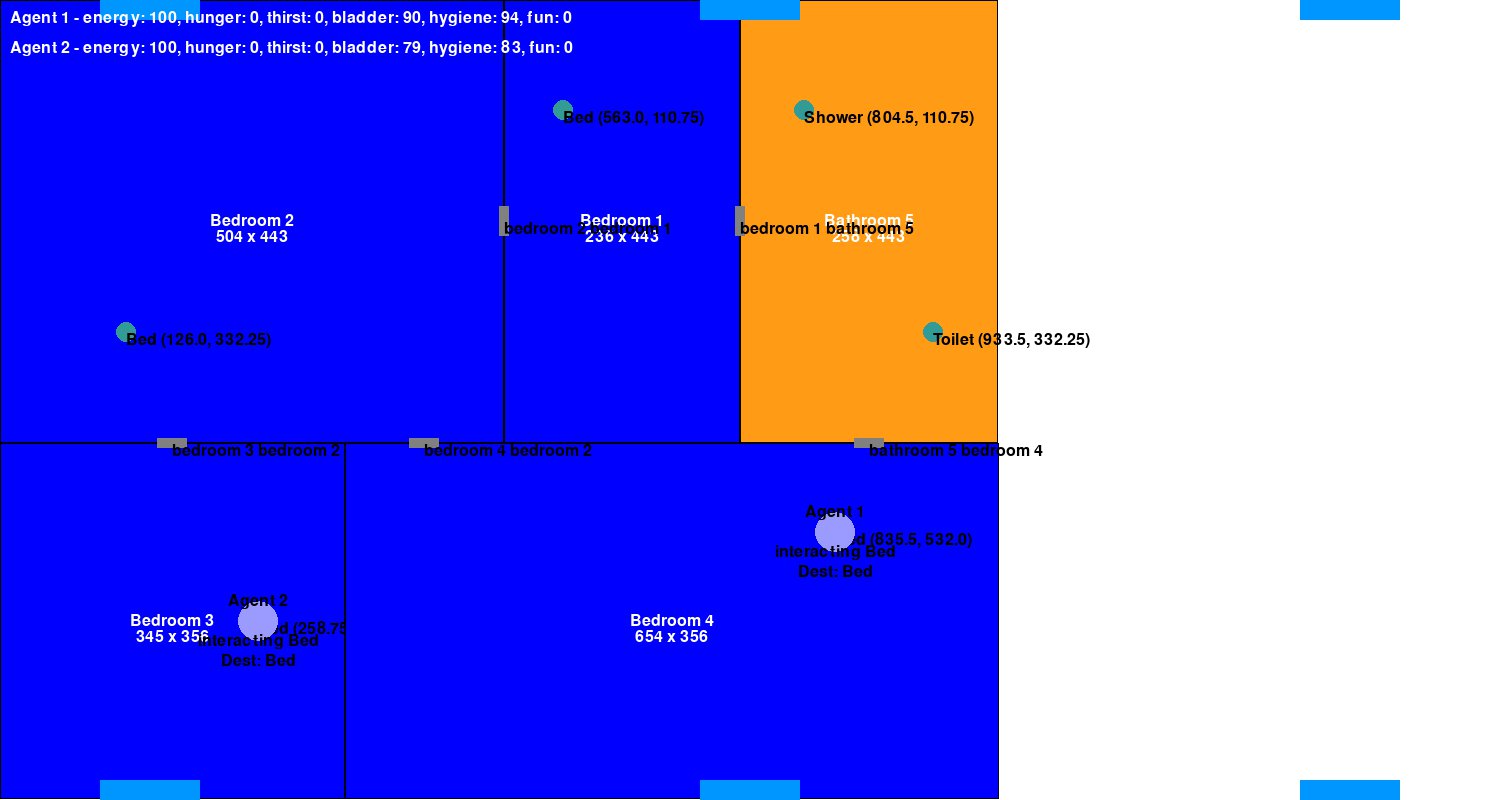 Agent 1 - energy: 100, hunger: 0, thirst: 0, bladder: 90, hygiene: 94, fun: 0
Agent 2 - energy: 100, hunger: 0, thirst: 0, bladder: 79, hygiene: 83, fun: 0
Bed (563.0, 110.75)
Shower (804.5, 110.75)
Bedroom 2
504 x 443
Bedroom 1
236 x 443
bedroom 2 bedroom 1
Bathroom 5
258 x 443
bedroom 1 bathroom 5
Bed (126.0, 332.25)
Toilet (933.5, 332.25)
bedroom 3 bedroom 2
bedroom 4 bedroom 2
bathroom 5 bedroom 4
Agent 1
(835.5, 532.0)
interacting Bed
Dest: Bed
Agent 2
(258.75
interacting Bed
Dest: Bed
Bedroom 3
345 x 356
Bedroom 4
654 x 356